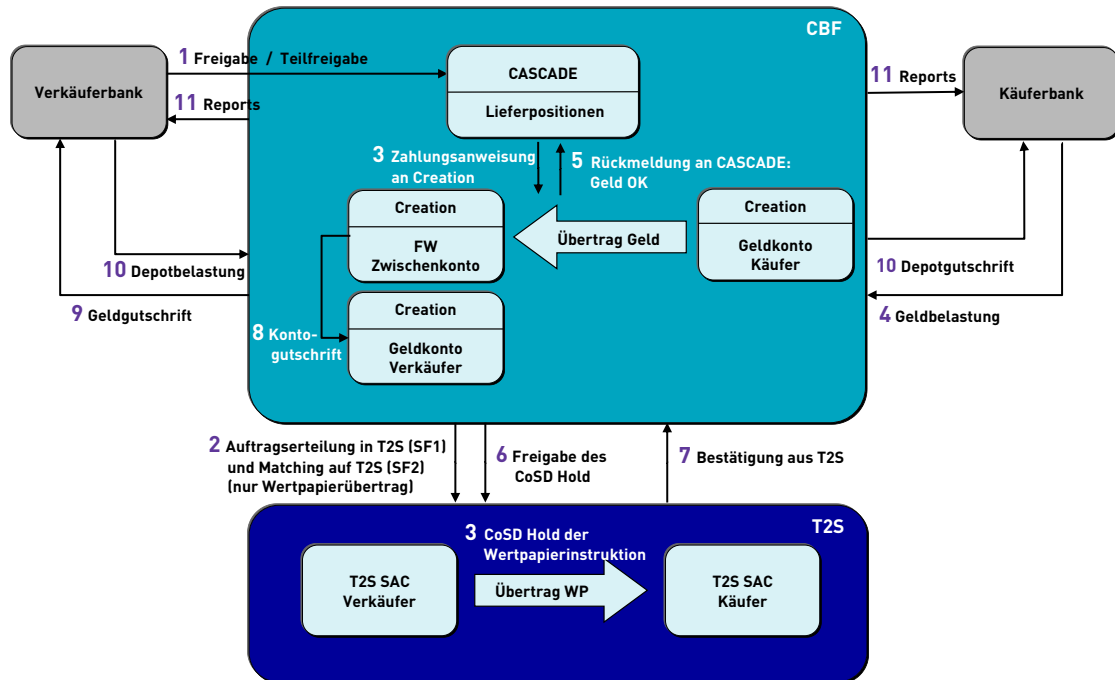 CBF
1 Freigabe / Teilfreigabe
Verkäuferbank
11 Reports
CASCADE
Lieferpositionen
11 Reports
Käuferbank
3 Zahlungsanweisung
an Creation
5 Rückmeldung an CASCADE:
Geld OK
Creation
FW
Zwischenkonto
Übertrag Geld
Creation
Geldkonto
Käufer
10 Depotbelastung
9 Geldgutschrift
10 Depotgutschrift
4 Geldbelastung
8 Konto-
gutschrift
Creation
Geldkonto
Verkäufer
2 Auftragserteilung in T2S (SF1)
und Matching auf T2S (SF2)
(nur Wertpapierübertrag)
6 Freigabe des
CoSD Hold
7 Bestätigung aus T2S
T2S
3 CoSD Hold der
Wertpapierinstruktion
T2S SAC
Verkäufer
Übertrag WP
T2S SAC
Käufer